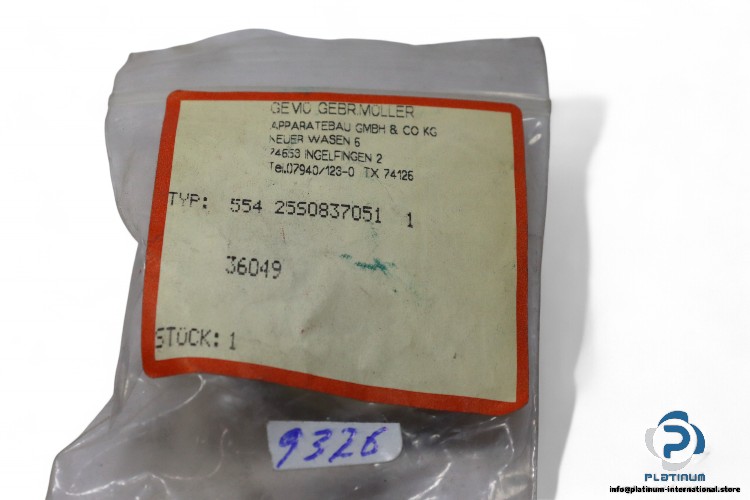 GEMÜ GEBR.MÜLLER
APPARATEBAU GMBH & CO KG
NEUER WASEN 6
74653 INGELFINGEN 2
Tel.07940/123-0 TX 74126
TYP: 554 25S0837051 1
36049
STÜCK: 1
9326
PLATINUM
info@platinum-international.store